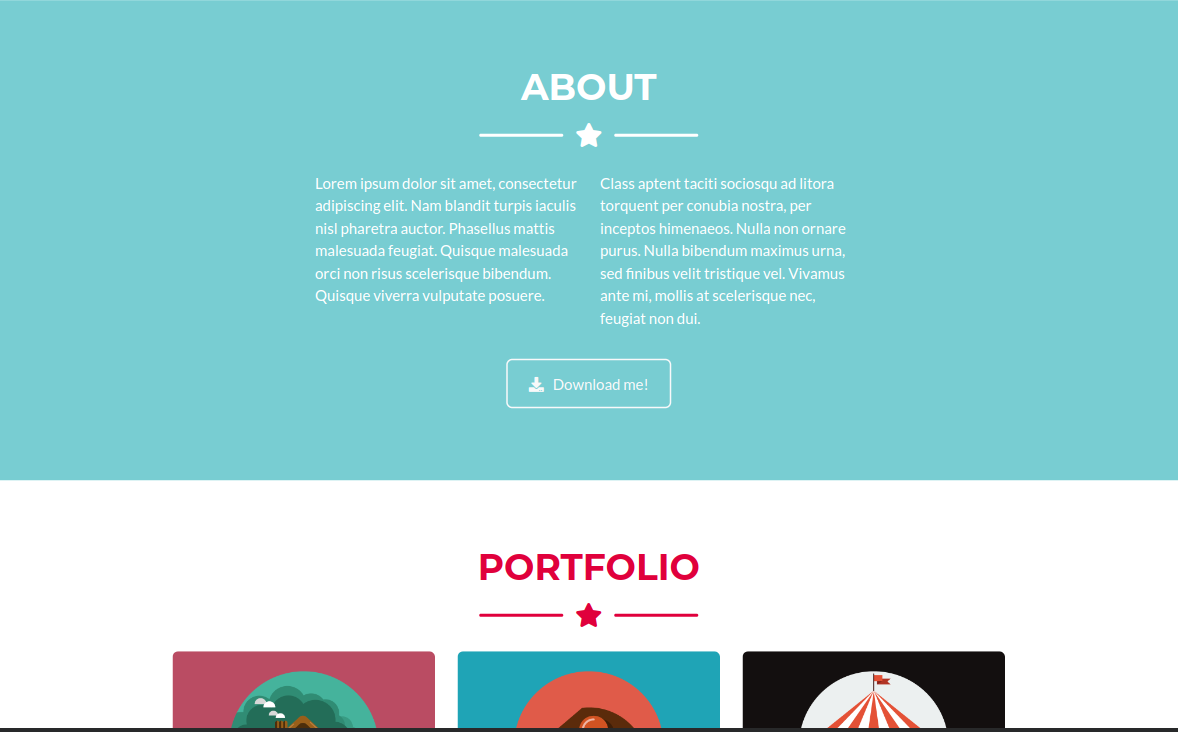 ABOUT
Lorem ipsum dolor sit amet, consectetur
adipiscing elit. Nam blandit turpis iaculis
nisl pharetra auctor. Phasellus mattis
malesuada feugiat. Quisque malesuada
orci non risus scelerisque bibendum.
Quisque viverra vulputate posuere.
Class aptent taciti sociosqu ad litora
torquent per conubia nostra, per
inceptos himenaeos. Nulla non ornare
purus. Nulla bibendum maximus urna,
sed finibus velit tristique vel. Vivamus
ante mi, mollis at scelerisque nec,
feugiat non dui.
Download me!
PORTFOLIO